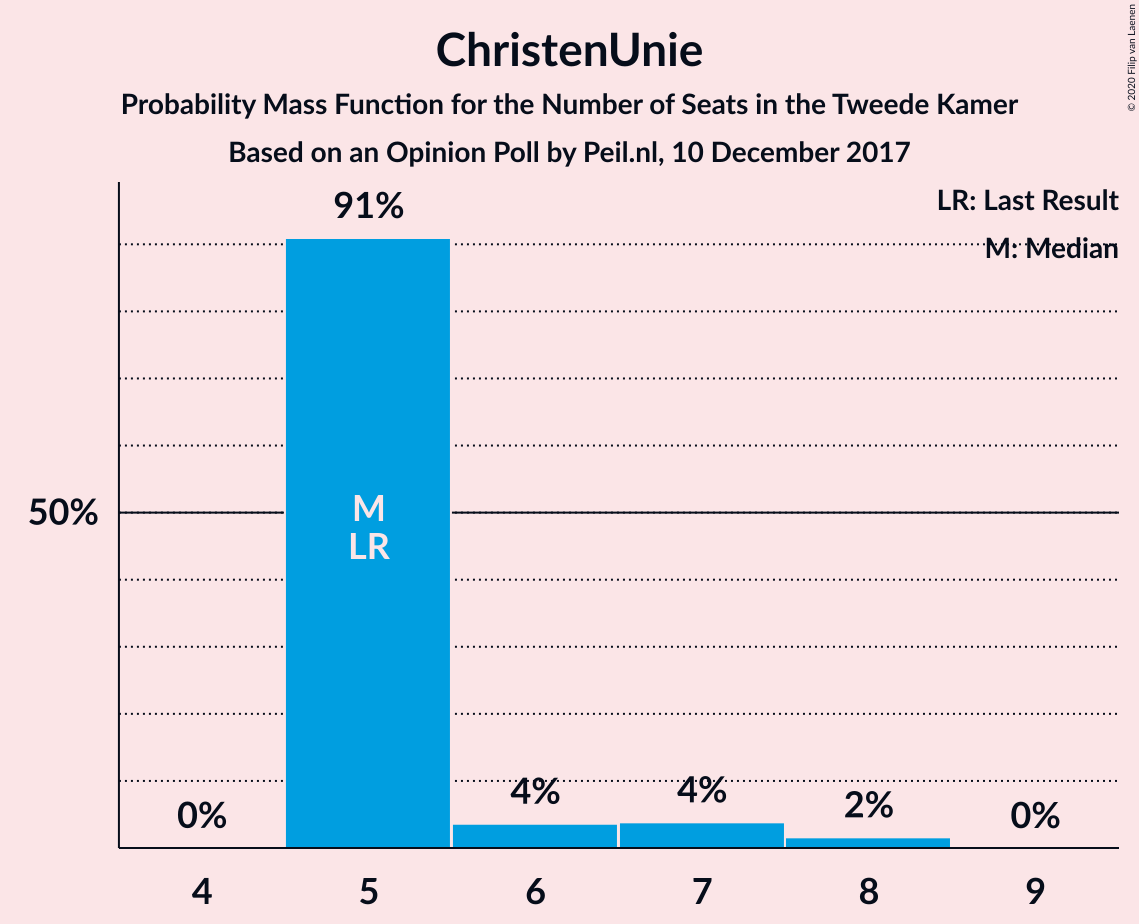 ChristenUnie
Probability Mass Function for the Number of Seats in the Tweede Kamer
Based on an Opinion Poll by Peil.nl, 10 December 2017
© 2020 Filip van Laenen
LR: Last Result
M: Median
91%
50%
M
LR
0%
4%
4%
2%
0%
4
5
6
7
8
9